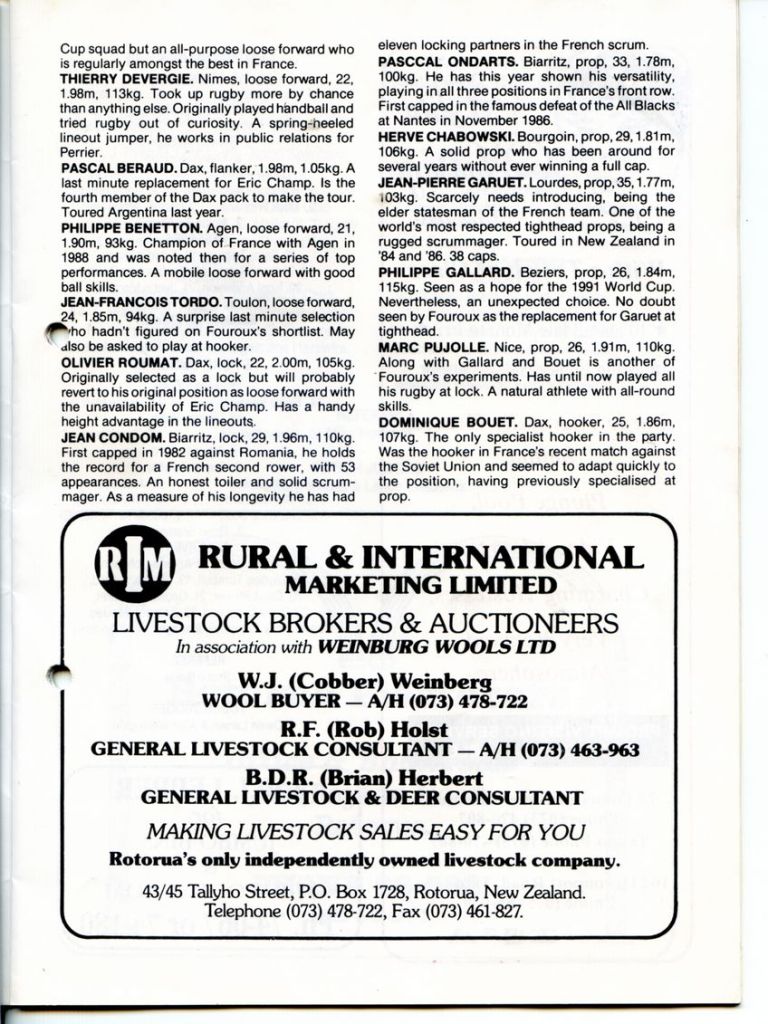 Cup squad but an all-purpose loose forward who
is regularly amongst the best in France.
THIERRY DEVERGIE. Nimes, loose forward, 22,
1.98m, 113kg. Took up rugby more by chance
than anything else. Originally played handball and
tried rugby out of curiosity. A spring-heeled
lineout jumper, he works in public relations for
Perrier.
PASCAL BERAUD. Dax, flanker, 1.98m, 1.05kg. A
last minute replacement for Eric Champ. Is the
fourth member of the Dax pack to make the tour.
Toured Argentina last year.
PHILIPPE BENETTON. Agen, loose forward, 21,
1.90m, 93kg. Champion of France with Agen in
1988 and was noted then for a series of top
performances. A mobile loose forward with good
ball skills.
JEAN-FRANCOIS TORDO. Toulon, loose forward,
24, 1.85m, 94kg. A surprise last minute selection
who hadn't figured on Fouroux's shortlist. May
also be asked to play at hooker.
OLIVIER ROUMAT. Dax, lock, 22, 2.00m, 105kg.
Originally selected as a lock but will probably
revert to his original position as loose forward with
the unavailability of Eric Champ. Has a handy
height advantage in the lineouts.
JEAN CONDOM. Biarritz, lock, 29, 1.96m, 110kg.
First capped in 1982 against Romania, he holds
the record for a French second rower, with 53
appearances. An honest toiler and solid scrum-
mager. As a measure of his longevity he has had
eleven locking partners in the French scrum.
PASCCAL ONDARTS. Biarritz, prop, 33, 1.78m,
100kg. He has this year shown his versatility,
playing in all three positions in France's front row.
First capped in the famous defeat of the All Blacks
at Nantes in November 1986.
HERVE CHABOWSKI. Bourgoin, prop, 29, 1.81m,
106kg. A solid prop who has been around for
several years without ever winning a full cap.
JEAN-PIERRE GARUET. Lourdes, prop, 35, 1.77m,
103kg. Scarcely needs introducing, being the
elder statesman of the French team. One of the
world's most respected tighthead props, being a
rugged scrummager. Toured in New Zealand in
'84 and '86. 38 caps.
PHILIPPE GALLARD. Beziers, prop, 26, 1.84m,
115kg. Seen as a hope for the 1991 World Cup.
Nevertheless, an unexpected choice. No doubt
seen by Fouroux as the replacement for Garuet at
tighthead.
MARC PUJOLLE. Nice, prop, 26, 1.91m, 110kg.
Along with Gallard and Bouet is another of
Fouroux's experiments. Has until now played all
his rugby at lock. A natural athlete with all-round
skills.
DOMINIQUE BOUET. Dax, hooker, 25, 1.86m,
107kg. The only specialist hooker in the party.
Was the hooker in France's recent match against
the Soviet Union and seemed to adapt quickly to
the position, having previously specialised at
prop.
RIM
RURAL & INTERNATIONAL
MARKETING LIMITED
LIVESTOCK BROKERS & AUCTIONEERS
In association with WEINBURG WOOLS LTD
W.J. (Cobber) Weinberg
WOOL BUYER — A/H (073) 478-722
R.F. (Rob) Holst
GENERAL LIVESTOCK CONSULTANT — A/H (073) 463-963
B.D.R. (Brian) Herbert
GENERAL LIVESTOCK & DEER CONSULTANT
MAKING LIVESTOCK SALES EASY FOR YOU
Rotorua's only independently owned livestock company.
43/45 Tallyho Street, P.O. Box 1728, Rotorua, New Zealand.
Telephone (073) 478-722, Fax (073) 461-827.